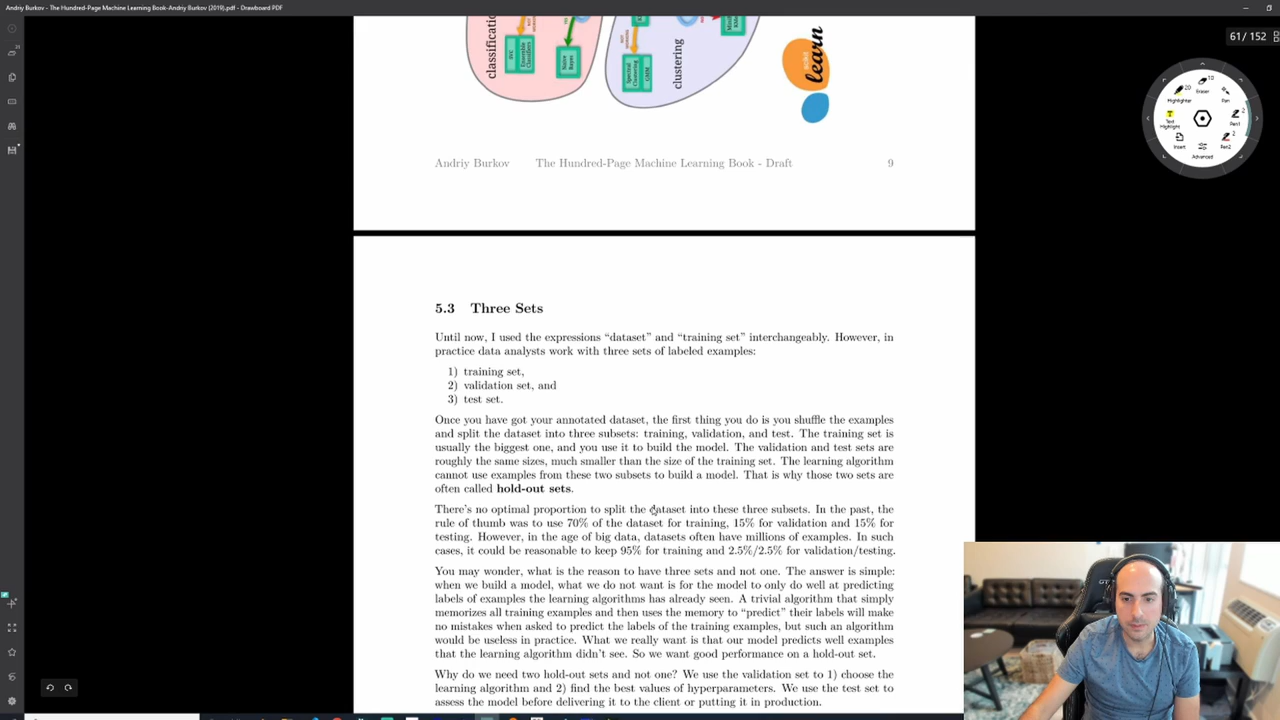 Andriy Burkov - The Hundred-Page Machine Learning Book-Andriy Burkov (2019).pdf - Drawboard PDF
61 / 152
classification
Ensemble
Classifiers
Naive
Bayes
Spectral
Clustering
GMM
clustering
learn
Highlighter
20
Eraser
10
Pen
Text
Highlight
Pen1
2
Insert
Pen2
2
Advanced
Andriy Burkov The Hundred-Page Machine Learning Book - Draft 9
5.3 Three Sets
Until now, I used the expressions “dataset” and “training set” interchangeably. However, in
practice data analysts work with three sets of labeled examples:
1) training set,
2) validation set, and
3) test set.
Once you have got your annotated dataset, the first thing you do is you shuffle the examples
and split the dataset into three subsets: training, validation, and test. The training set is
usually the biggest one, and you use it to build the model. The validation and test sets are
roughly the same sizes, much smaller than the size of the training set. The learning algorithm
cannot use examples from these two subsets to build a model. That is why those two sets are
often called hold-out sets.
There’s no optimal proportion to split the dataset into these three subsets. In the past, the
rule of thumb was to use 70% of the dataset for training, 15% for validation and 15% for
testing. However, in the age of big data, datasets often have millions of examples. In such
cases, it could be reasonable to keep 95% for training and 2.5%/2.5% for validation/testing.
You may wonder, what is the reason to have three sets and not one. The answer is simple:
when we build a model, what we do not want is for the model to only do well at predicting
labels of examples the learning algorithms has already seen. A trivial algorithm that simply
memorizes all training examples and then uses the memory to “predict” their labels will make
no mistakes when asked to predict the labels of the training examples, but such an algorithm
would be useless in practice. What we really want is that our model predicts well examples
that the learning algorithm didn’t see. So we want good performance on a hold-out set.
Why do we need two hold-out sets and not one? We use the validation set to 1) choose the
learning algorithm and 2) find the best values of hyperparameters. We use the test set to
assess the model before delivering it to the client or putting it in production.